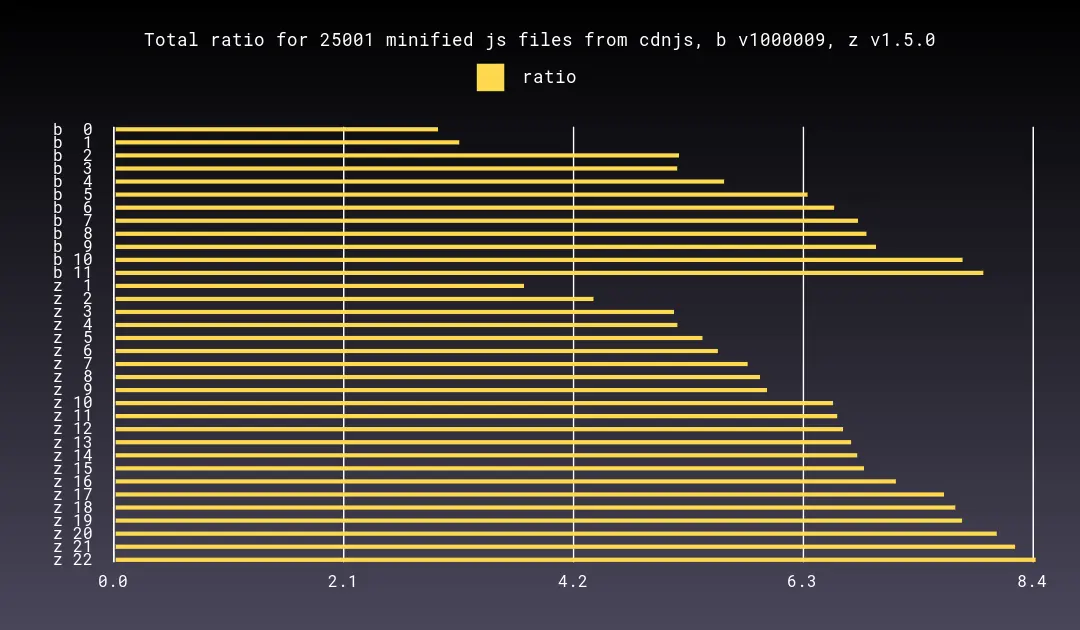 Total ratio for 25001 minified js files from cdnjs, b v1000009, z v1.5.0
ratio
b 0
b 1
b 2
b 3
b 4
b 5
b 6
b 7
b 8
b 9
b 10
b 11
z 1
z 2
z 3
z 4
z 5
z 6
z 7
z 8
z 9
z 10
z 11
z 12
z 13
z 14
z 15
z 16
z 17
z 18
z 19
z 20
z 21
z 22
0.0 2.1 4.2 6.3 8.4